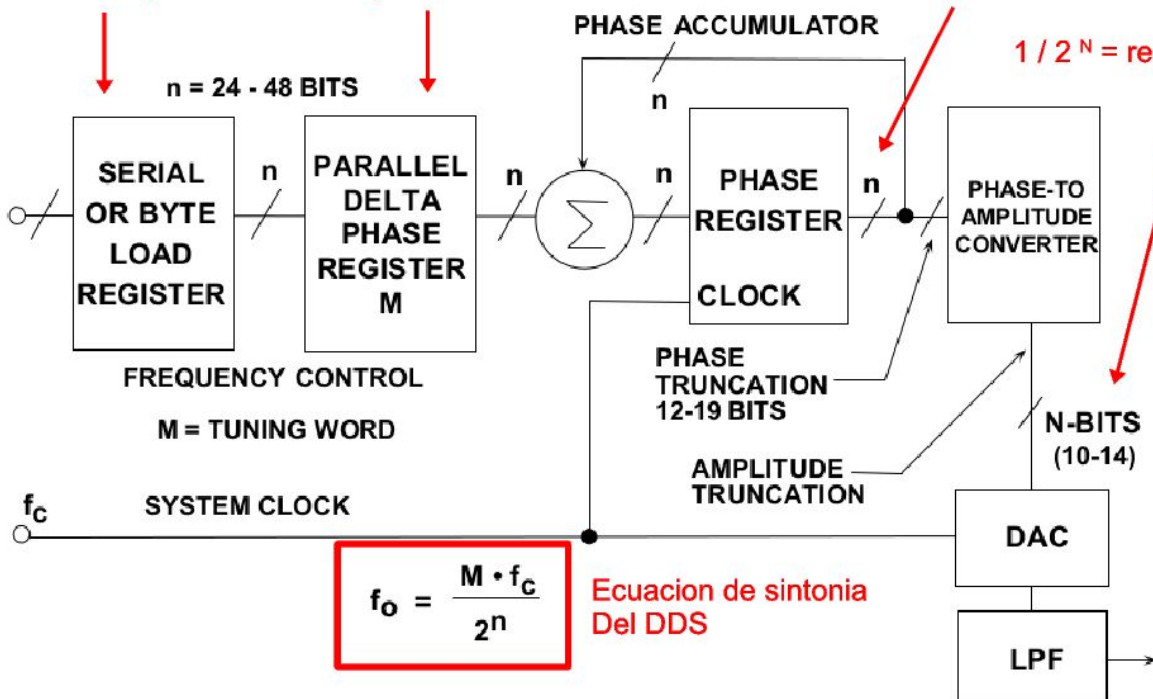 PHASE ACCUMULATOR
1 / 2 N = re
n = 24 - 48 BITS
n
SERIAL
OR BYTE
LOAD
REGISTER
n
PARALLEL
DELTA
PHASE
REGISTER
M
n
Σ
n
PHASE
REGISTER
CLOCK
n
PHASE-TO
AMPLITUDE
CONVERTER
FREQUENCY CONTROL
M = TUNING WORD
PHASE
TRUNCATION
12-19 BITS
N-BITS
(10-14)
AMPLITUDE
TRUNCATION
fc
SYSTEM CLOCK
DAC
fo = M • fc
2n
Ecuacion de sintonia
Del DDS
LPF